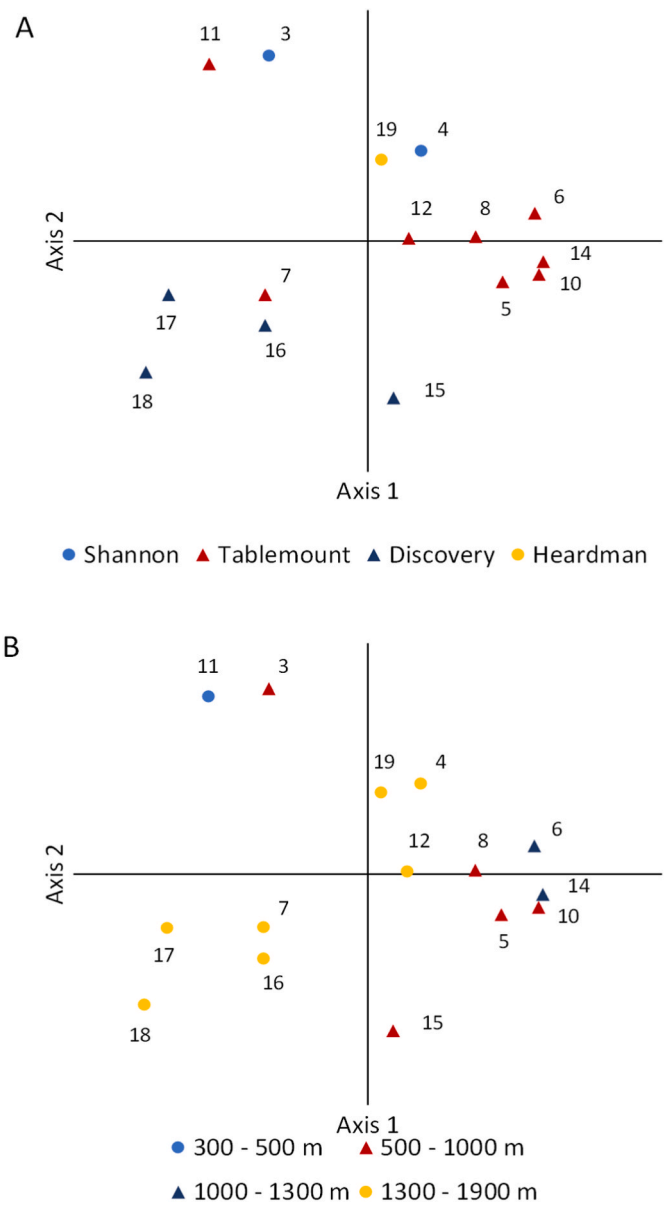 A
11 3
19 4
12 8 6
Axis 2
14
7 10
17 16 5
18 15
Axis 1
Shannon Tablemount Discovery Heardman
B
11 3
19 4
12 8 6
Axis 2
14
7 10
17 5
16
18 15
Axis 1
300 - 500 m 500 - 1000 m
1000 - 1300 m 1300 - 1900 m